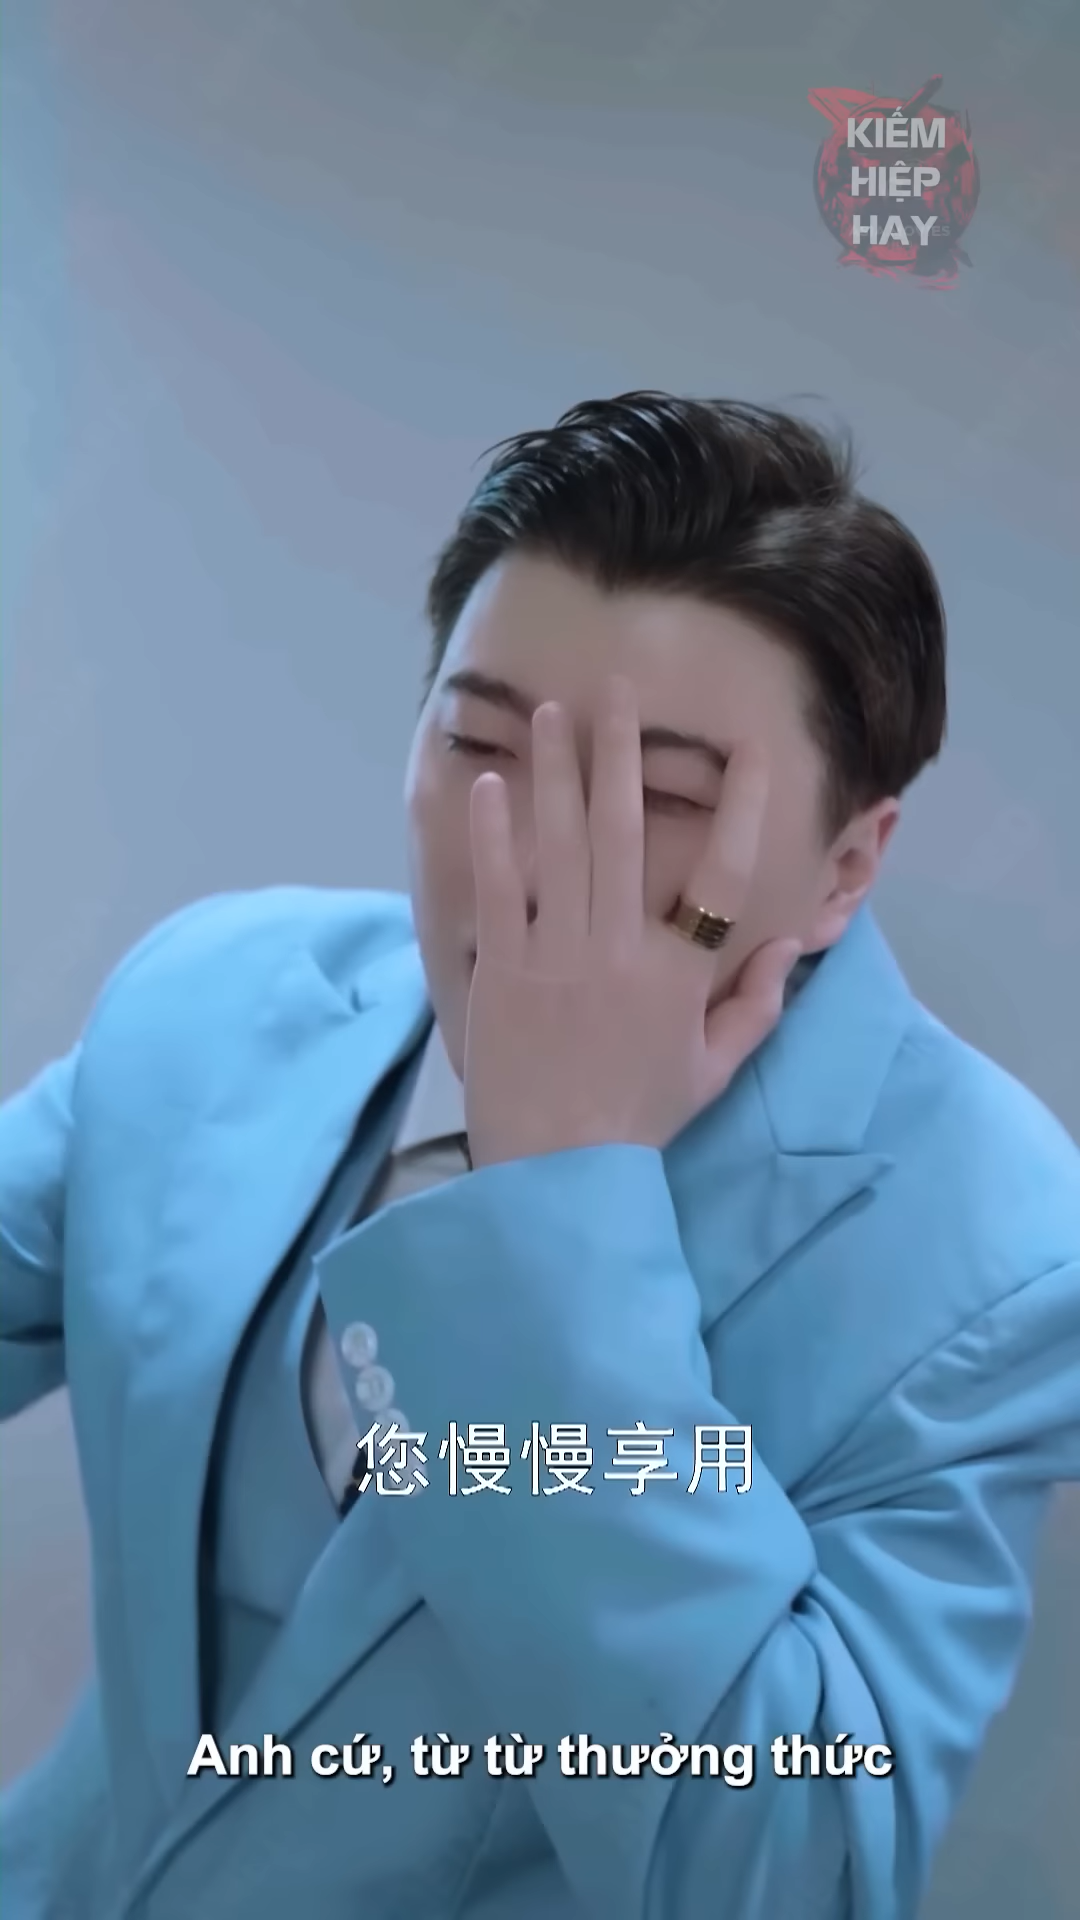 KIẾM
HIỆP
HAY
您慢慢享用
Anh cứ, từ từ thưởng thức